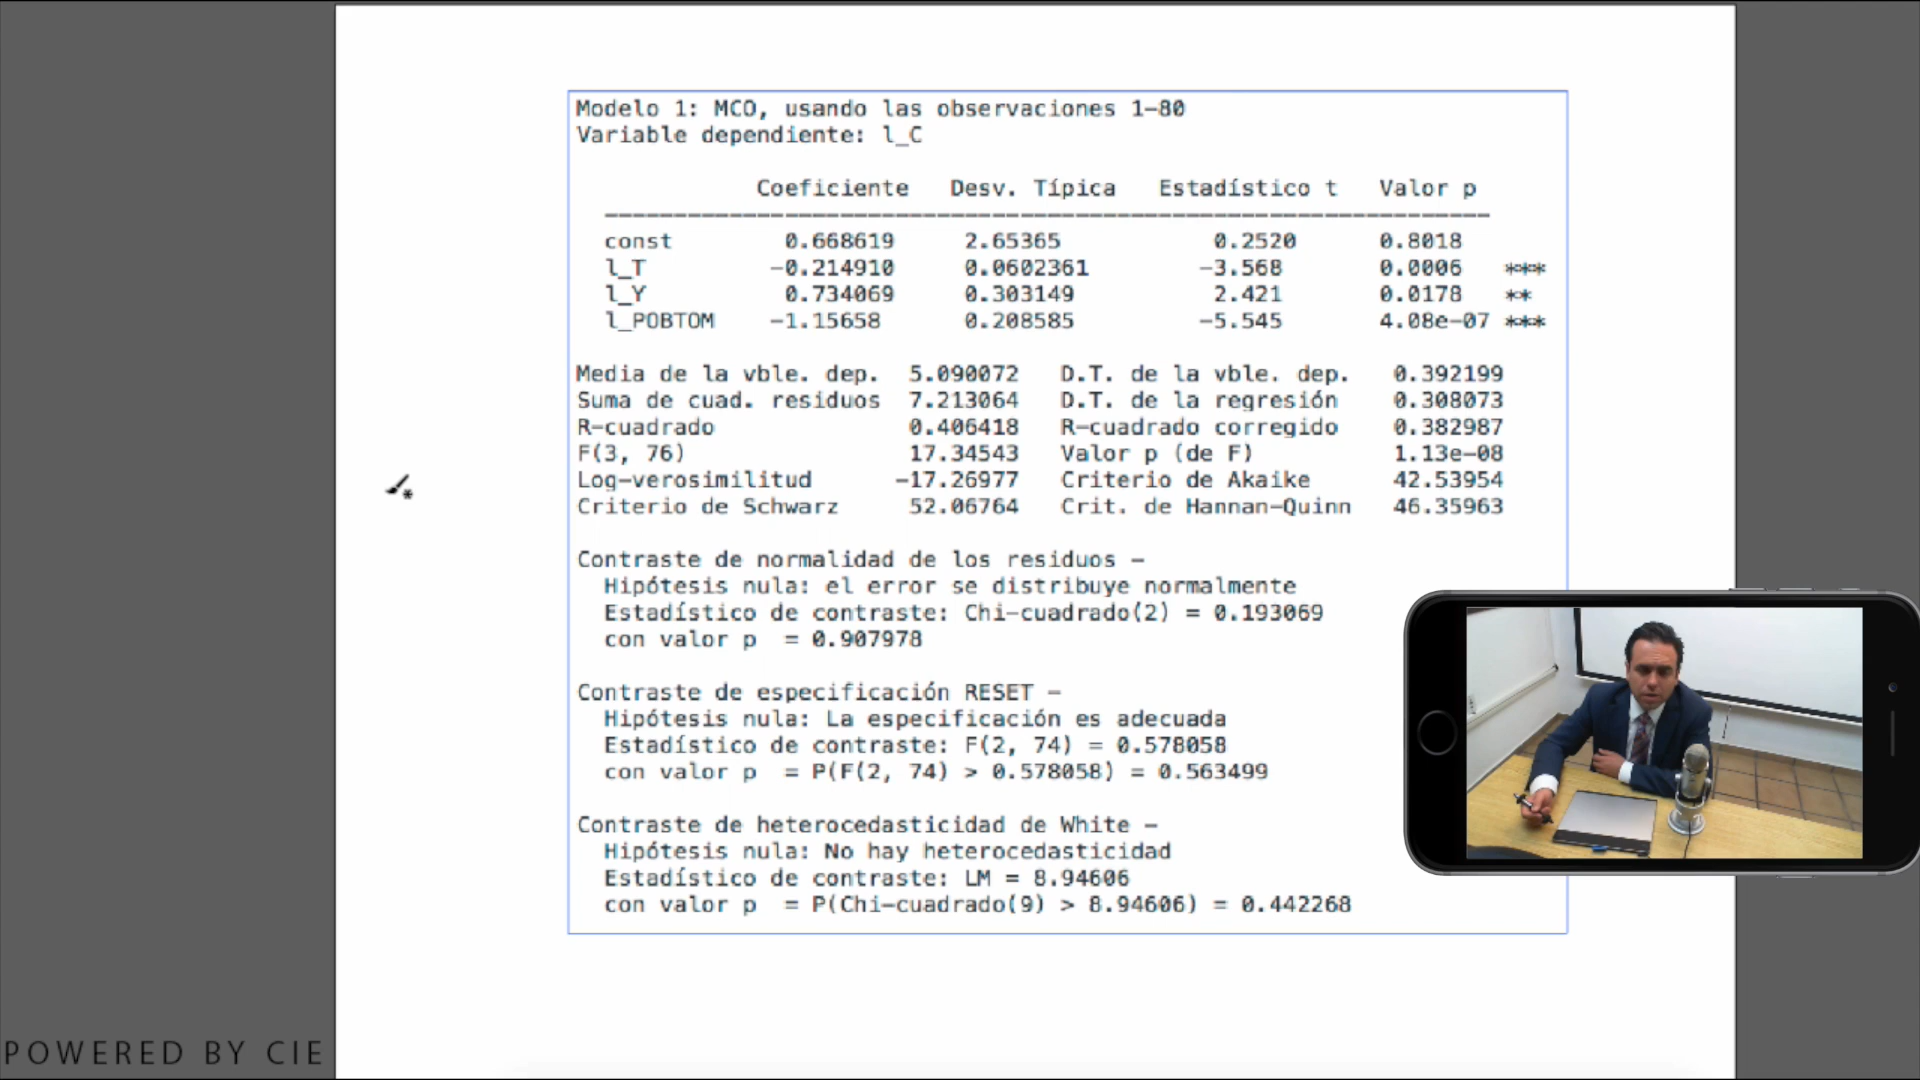 Modelo 1: MCO, usando las observaciones 1-80
Variable dependiente: l_C
Coeficiente Desv. Típica Estadístico t Valor p
const 0.668619 2.65365 0.2520 0.8018
l_T -0.214910 0.0602361 -3.568 0.0006 ***
l_Y 0.734069 0.303149 2.421 0.0178 **
l_POBTOM -1.15658 0.208585 -5.545 4.08e-07 ***
Media de la vble. dep. 5.090072 D.T. de la vble. dep. 0.392199
Suma de cuad. residuos 7.213064 D.T. de la regresión 0.308073
R-cuadrado 0.406418 R-cuadrado corregido 0.382987
F(3, 76) 17.34543 Valor p (de F) 1.13e-08
Log-verosimilitud -17.26977 Criterio de Akaike 42.53954
Criterio de Schwarz 52.06764 Crit. de Hannan-Quinn 46.35963
Contraste de normalidad de los residuos -
Hipótesis nula: el error se distribuye normalmente
Estadístico de contraste: Chi-cuadrado(2) = 0.193069
con valor p = 0.907978
Contraste de especificación RESET -
Hipótesis nula: La especificación es adecuada
Estadístico de contraste: F(2, 74) = 0.578058
con valor p = P(F(2, 74) > 0.578058) = 0.563499
Contraste de heterocedasticidad de White -
Hipótesis nula: No hay heterocedasticidad
Estadístico de contraste: LM = 8.94606
con valor p = P(Chi-cuadrado(9) > 8.94606) = 0.442268
POWERED BY CIE